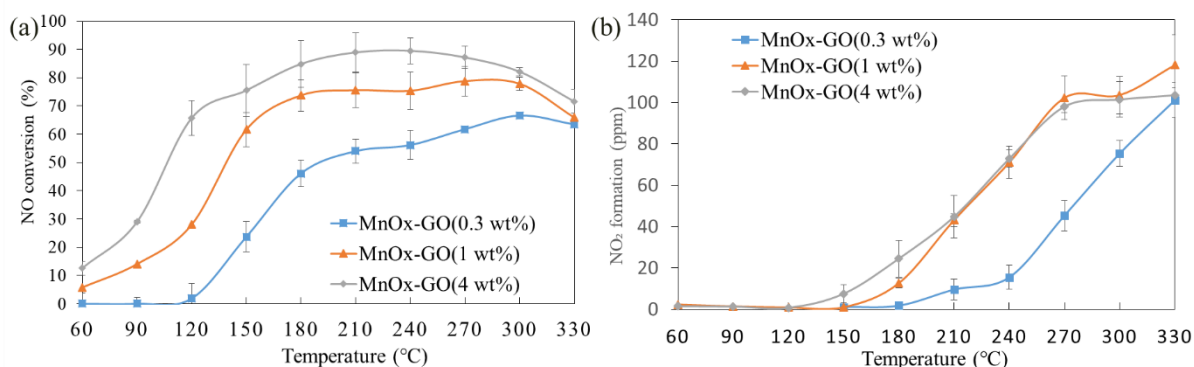 (a)
NO conversion (%)
100
90
80
70
60
50
40
30
20
10
0
MnOx-GO(0.3 wt%)
MnOx-GO(1 wt%)
MnOx-GO(4 wt%)
60 90 120 150 180 210 240 270 300 330
Temperature (℃)
(b)
NO₂ formation (ppm)
140
120
100
80
60
40
20
0
MnOx-GO(0.3 wt%)
MnOx-GO(1 wt%)
MnOx-GO(4 wt%)
60 90 120 150 180 210 240 270 300 330
Temperature (℃)